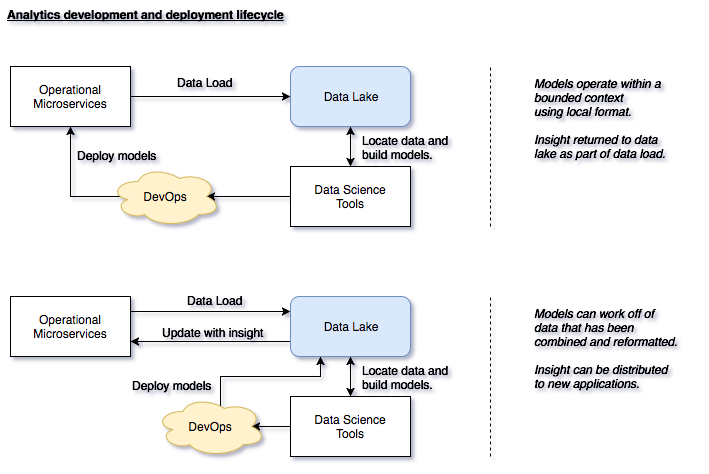 Analytics development and deployment lifecycle
Operational
Microservices
Data Load
Data Lake
Models operate within a
bounded context
using local format.
Insight returned to data
lake as part of data load.
Locate data and
build models.
Deploy models
DevOps
Data Science
Tools
Operational
Microservices
Data Load
Update with insight
Data Lake
Models can work off of
data that has been
combined and reformatted.
Insight can be distributed
to new applications.
Locate data and
build models.
Deploy models
DevOps
Data Science
Tools